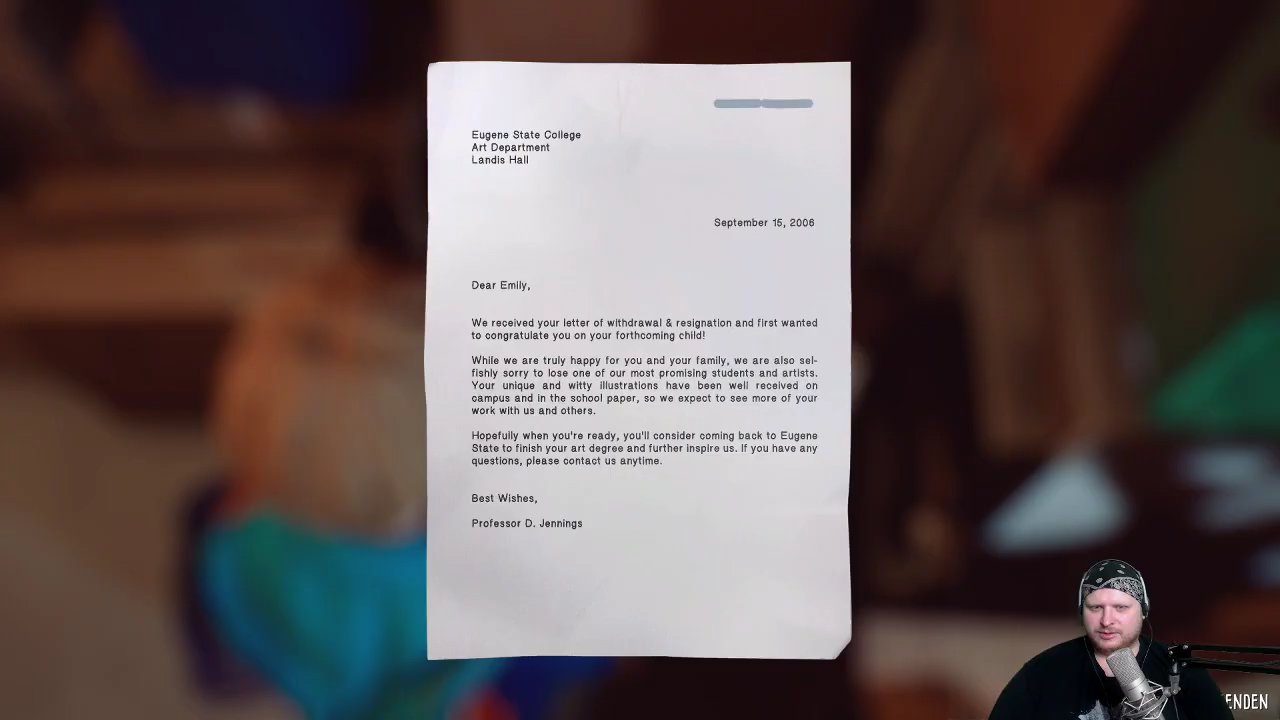 Eugene State College
Art Department
Landis Hall
September 15, 2006
Dear Emily,
We received your letter of withdrawal & resignation and first wanted
to congratulate you on your forthcoming child!
While we are truly happy for you and your family, we are also sel-
fishly sorry to lose one of our most promising students and artists.
Your unique and witty illustrations have been well received on
campus and in the school paper, so we expect to see more of your
work with us and others.
Hopefully when you're ready, you'll consider coming back to Eugene
State to finish your art degree and further inspire us. If you have any
questions, please contact us anytime.
Best Wishes,
Professor D. Jennings